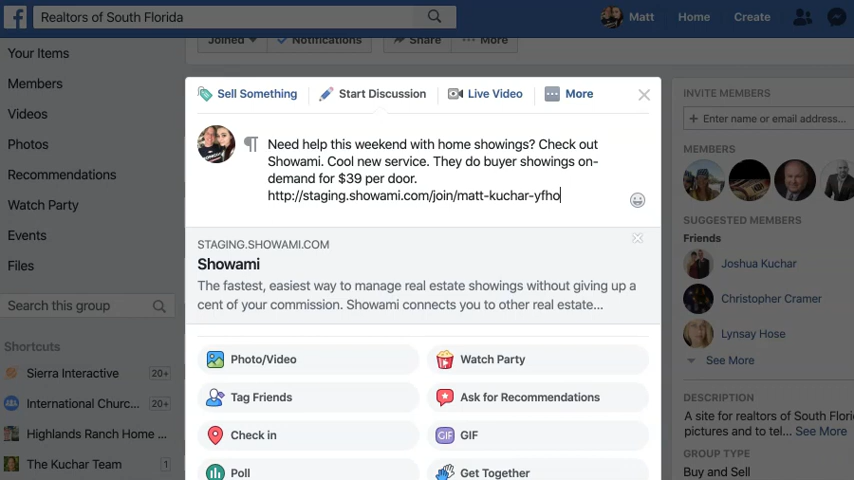 f
Realtors of South Florida
Matt
Home
Create
Joined
Notifications
Share
More
Your Items
Members
Videos
Photos
Recommendations
Watch Party
Events
Files
Search this group
Shortcuts
Sierra Interactive 20+
International Churc... 20+
Highlands Ranch Home ...
The Kuchar Team 1
Sell Something
Start Discussion
Live Video
More
Need help this weekend with home showings? Check out
Showami. Cool new service. They do buyer showings on-
demand for $39 per door.
http://staging.showami.com/join/matt-kuchar-yfho
STAGING.SHOWAMI.COM
Showami
The fastest, easiest way to manage real estate showings without giving up a
cent of your commission. Showami connects you to other real estate...
Photo/Video
Watch Party
Tag Friends
Ask for Recommendations
Check in
GIF
GIF
Poll
Get Together
INVITE MEMBERS
+ Enter name or email address...
MEMBERS
SUGGESTED MEMBERS
Friends
Joshua Kuchar
Christopher Cramer
Lynsay Hose
See More
DESCRIPTION
A site for realtors of South Flori...
pictures and to tel... See More
GROUP TYPE
Buy and Sell